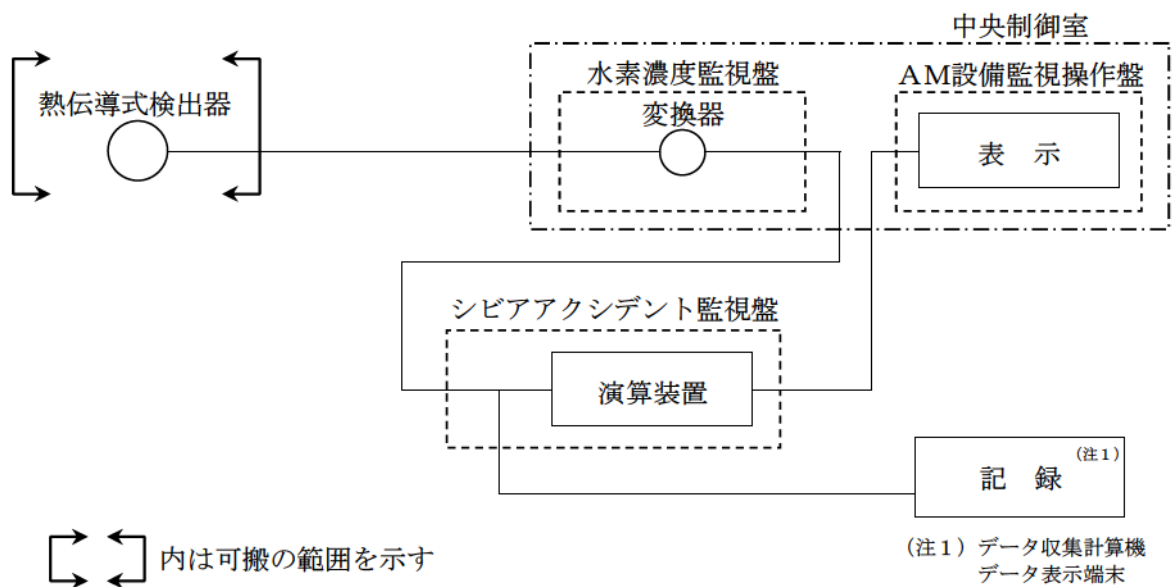 中央制御室
水素濃度監視盤
AM設備監視操作盤
熱伝導式検出器
変換器
表 示
シビアアクシデント監視盤
演算装置
記 録 (注1)
内は可搬の範囲を示す
(注1) データ収集計算機
データ表示端末